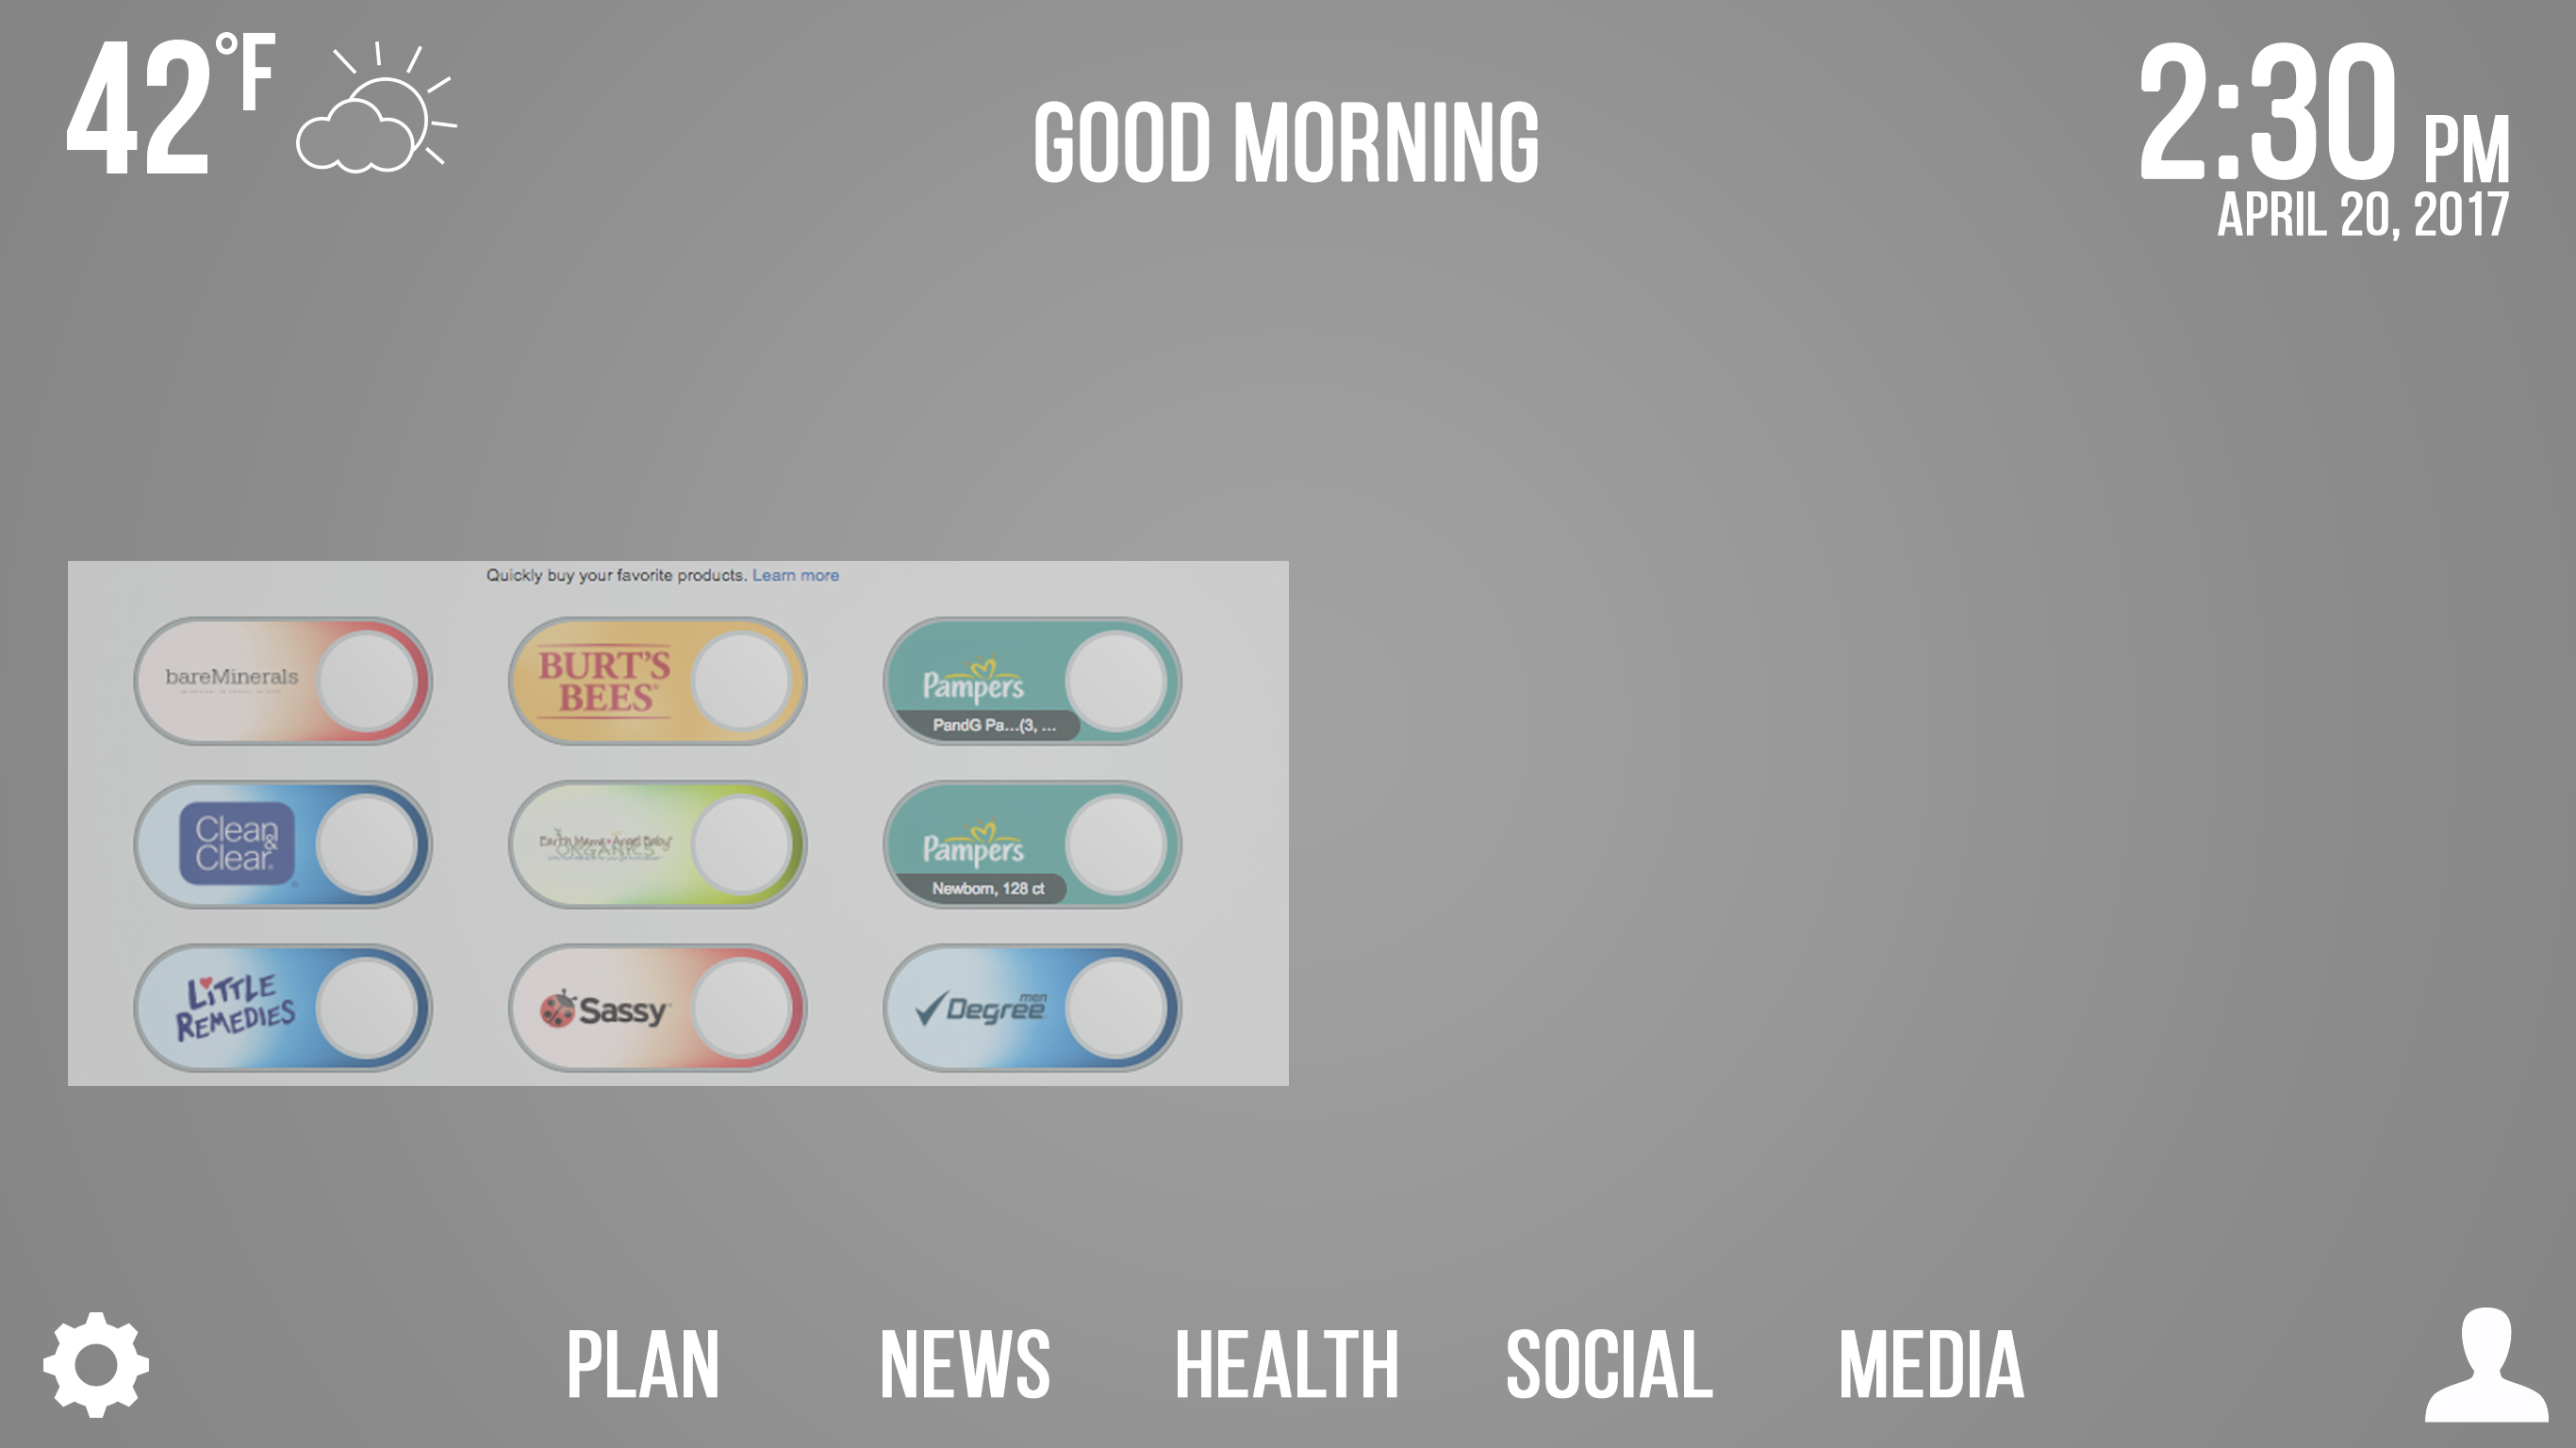 42°F
GOOD MORNING
2:30 PM
APRIL 20, 2017
Quickly buy your favorite products. Learn more
bareMinerals
BURT'S
BEES
Pampers
PandG Pa...(3, ...
Clean
&
Clear
Earth Mama Angel Baby
ORGANICS
Pampers
Newborn, 128 ct
LiTTLE
REMEDIES
Sassy
Degree men
PLAN
NEWS
HEALTH
SOCIAL
MEDIA